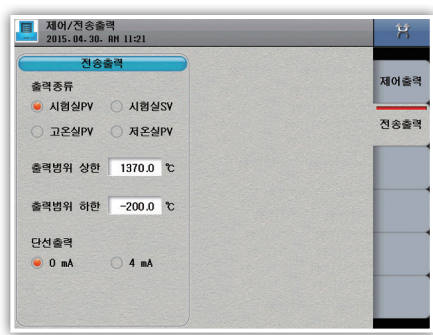 제어/전송출력
2015.04.30. AM 11:21
전송출력
출력종류
시험실PV 시험실SV
고온실PV 저온실PV
출력범위 상한 1370.0 ℃
출력범위 하한 -200.0 ℃
단선출력
0 mA 4 mA
제어출력
전송출력